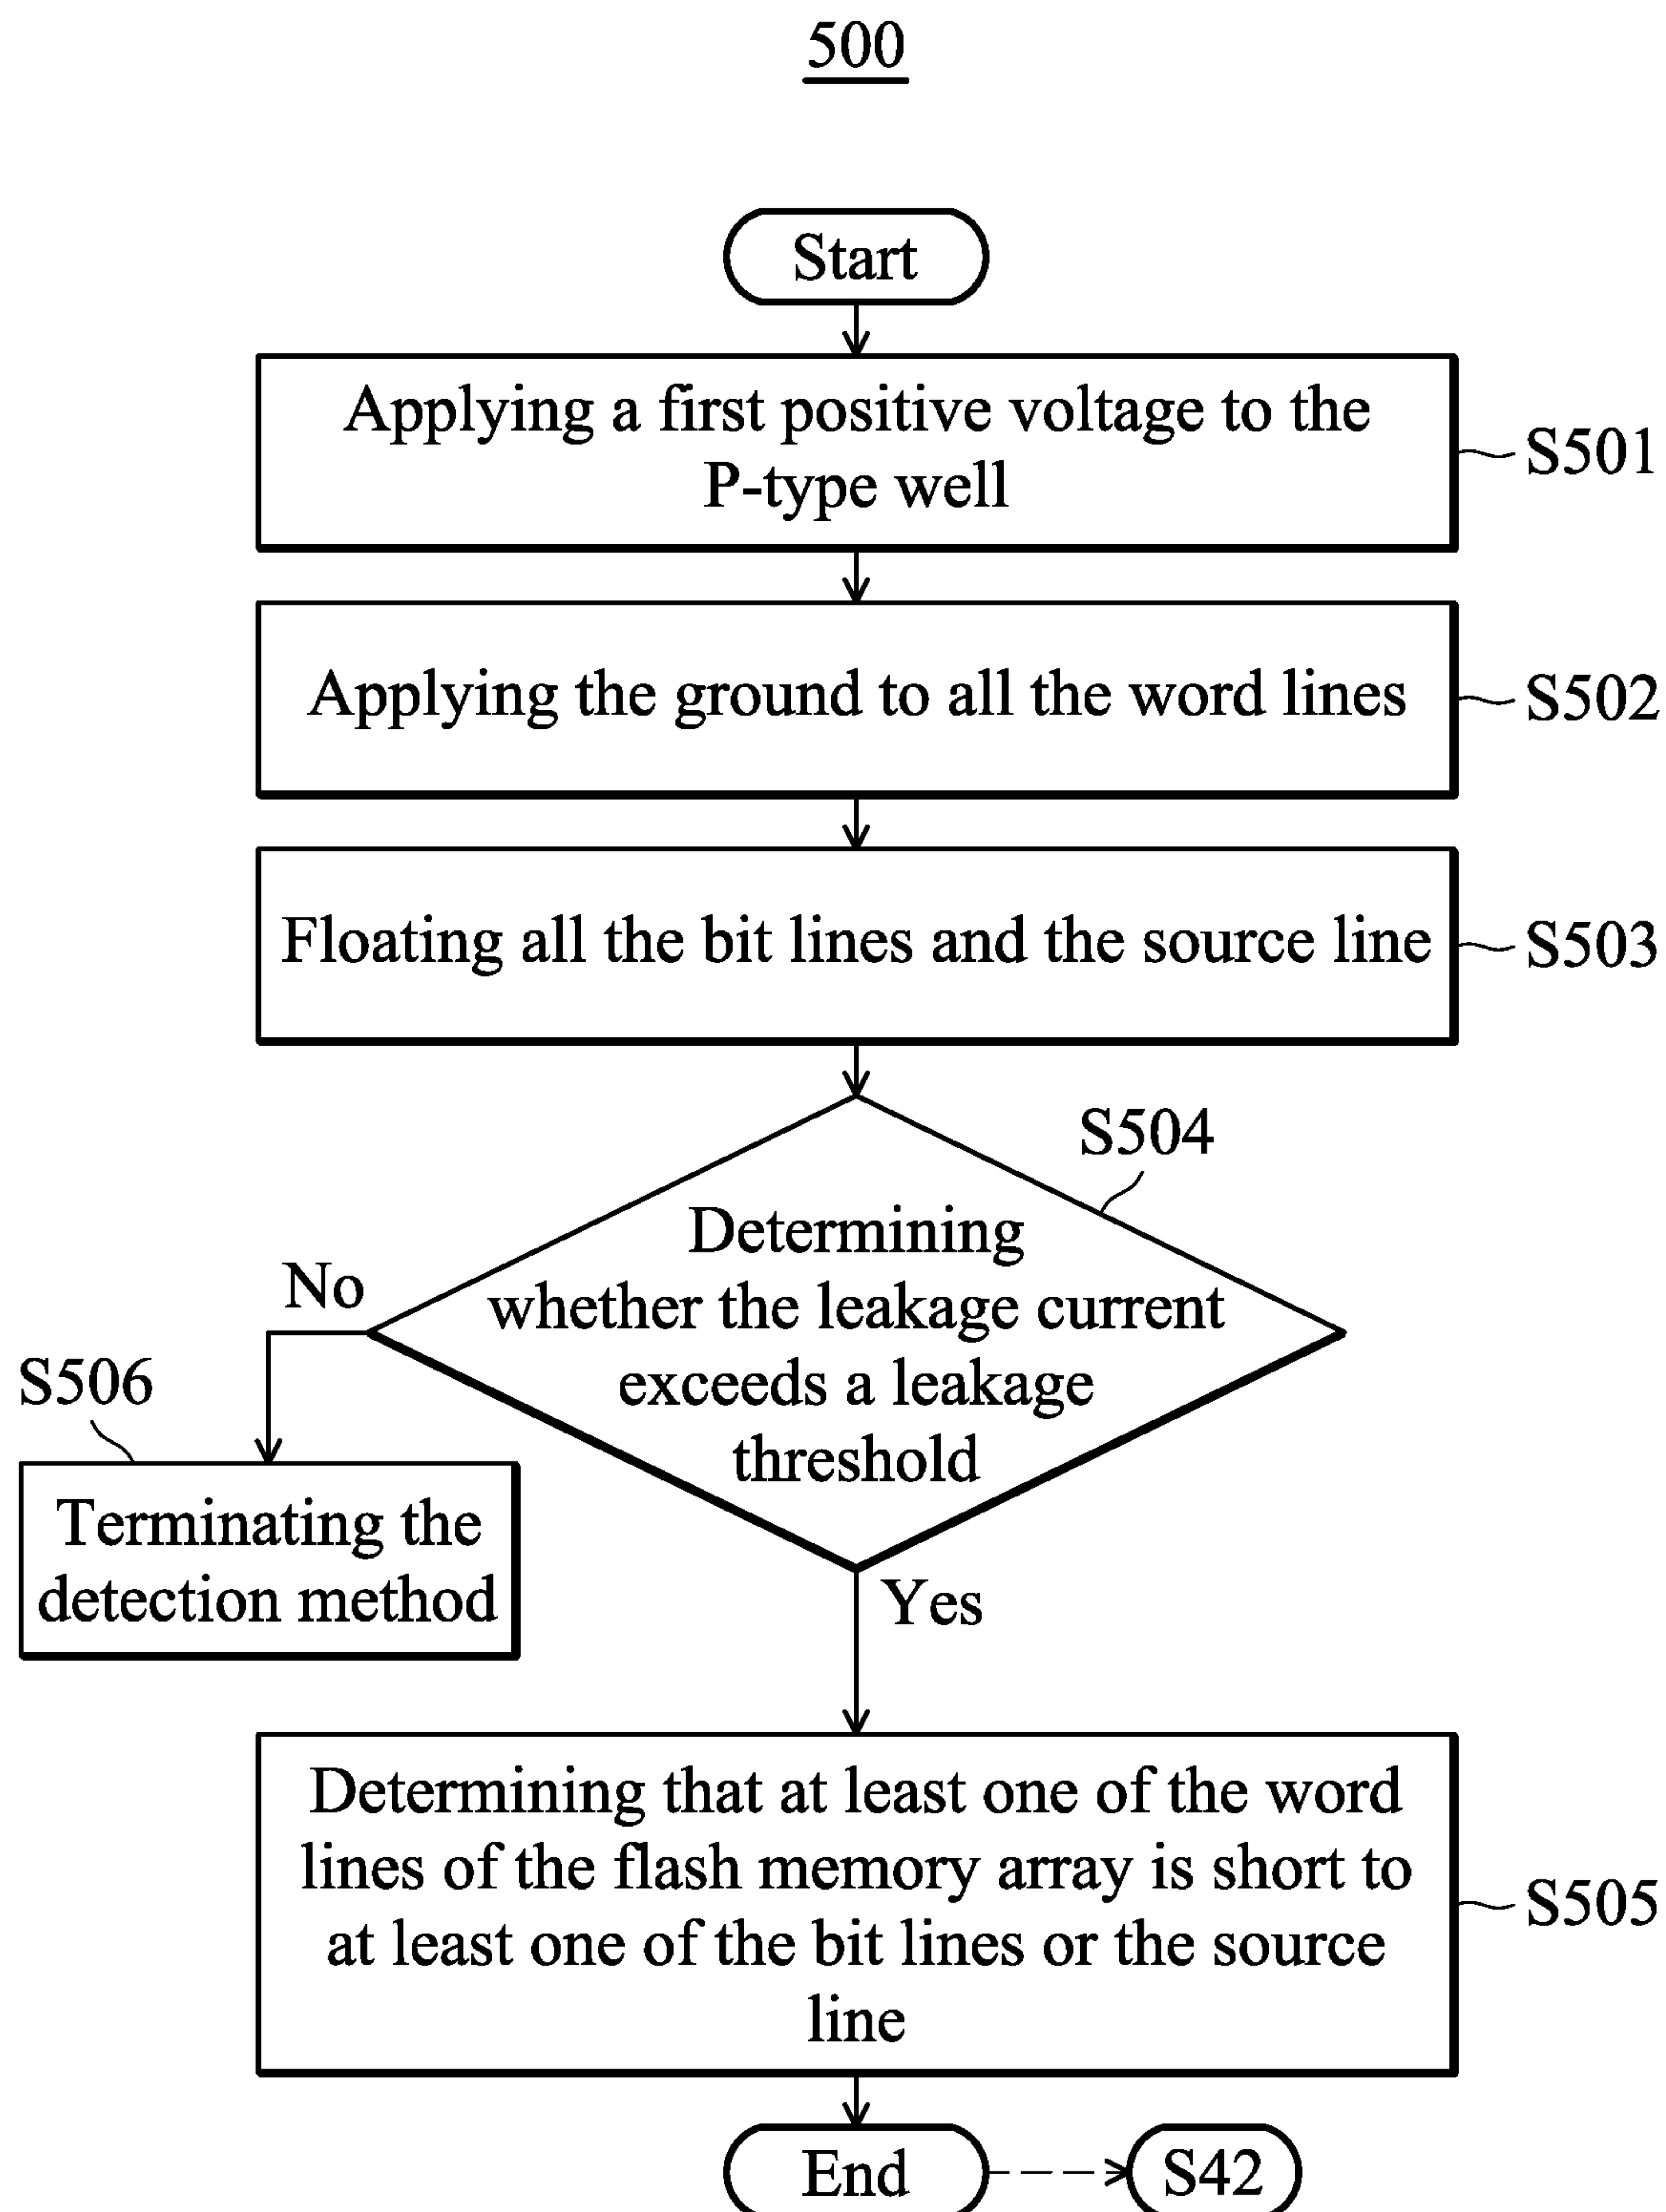 500
Start
Applying a first positive voltage to the
P-type well
S501
Applying the ground to all the word lines
S502
Floating all the bit lines and the source line
S503
S504
Determining
whether the leakage current
exceeds a leakage
threshold
No
S506
Terminating the
detection method
Yes
Determining that at least one of the word
lines of the flash memory array is short to
at least one of the bit lines or the source
line
S505
End
S42